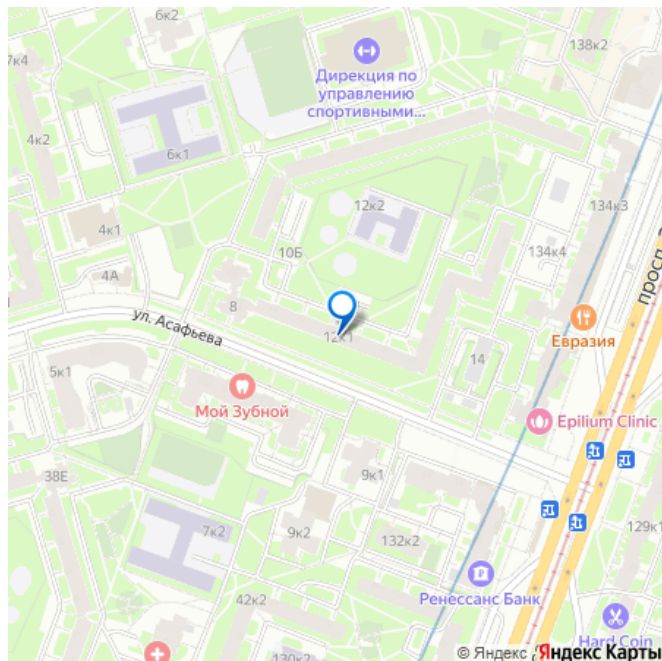 6к2
138к2
7к4
Дирекция по
управлению
спортивными...
4к2
6к1
12к2
134к3
4к1
134к4
10Б
4А
просп.
8
ул. Асафьева
12к1
Евразия
14
5к1
Мой Зубной
Epilium Clinic
9к1
38Е
7к2
9к2
132к2
129к1
Ренессанс Банк
42к2
Hard Coin
130к2
© Яндекс
Яндекс Карты